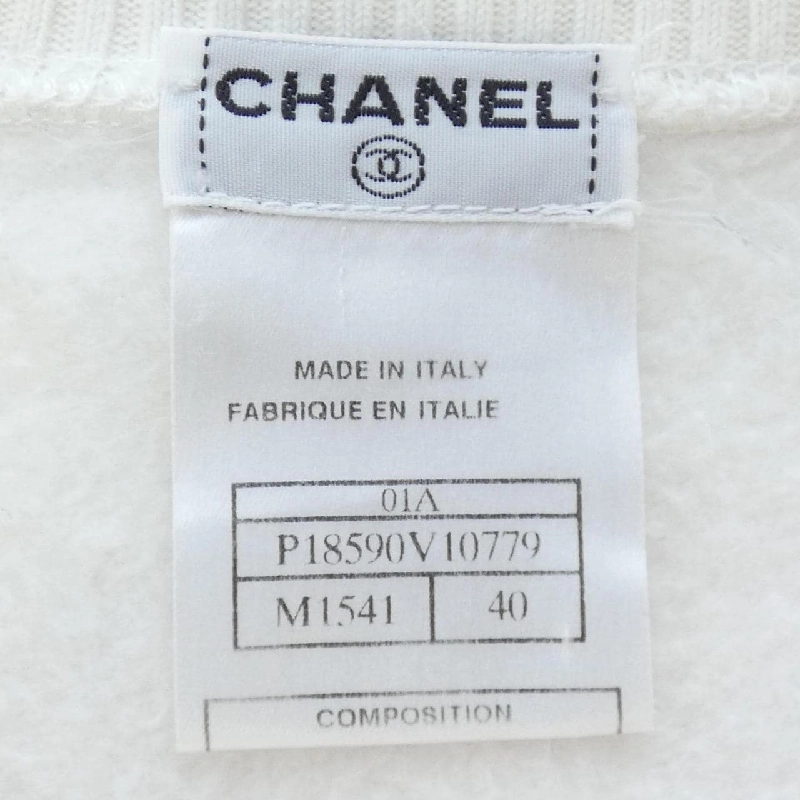 CHANEL
MADE IN ITALY
FABRIQUE EN ITALIE
01A
P18590V10779
M1541 40
COMPOSITION